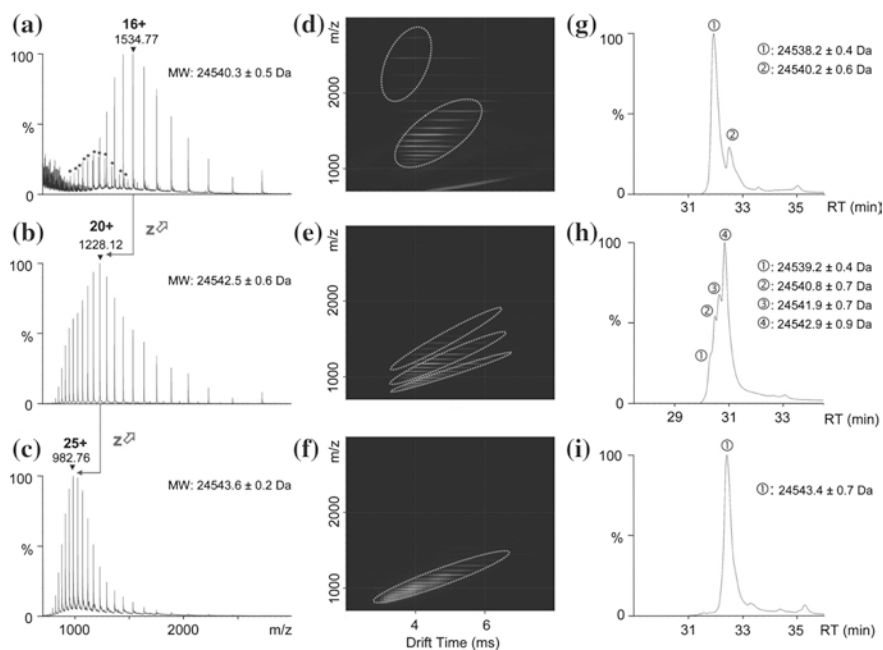 (a)
16+
1534.77
100
MW: 24540.3 ± 0.5 Da
%
0
(b)
20+
1228.12
z
100
MW: 24542.5 ± 0.6 Da
%
0
(c)
25+
982.76
z
100
MW: 24543.6 ± 0.2 Da
%
0
1000 2000 m/z
(d)
m/z
2000
1000
(e)
m/z
2000
1000
(f)
m/z
2000
1000
4 6
Drift Time (ms)
(g)
①
②
①: 24538.2 ± 0.4 Da
②: 24540.2 ± 0.6 Da
100
%
0
31 33 35 RT (min)
(h)
④
③
②
①
①: 24539.2 ± 0.4 Da
②: 24540.8 ± 0.7 Da
③: 24541.9 ± 0.7 Da
④: 24542.9 ± 0.9 Da
100
%
0
29 31 33 RT (min)
(i)
①
①: 24543.4 ± 0.7 Da
100
%
0
31 33 35 RT (min)